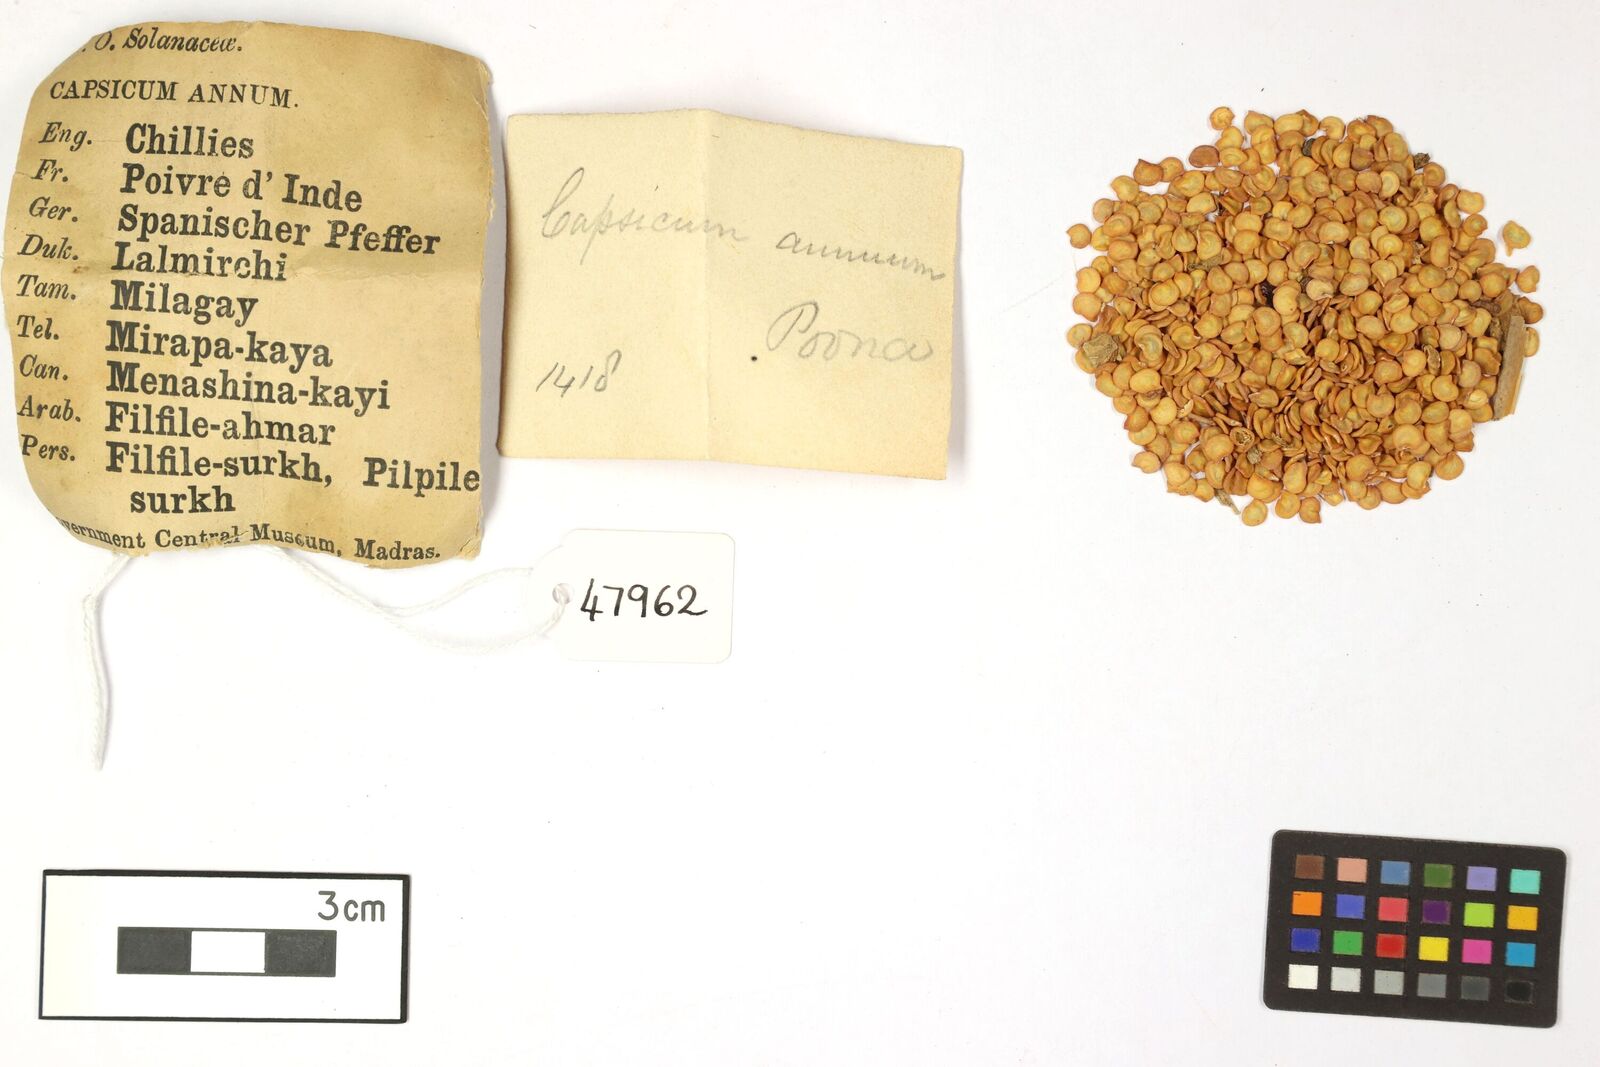 . O. Solanaceæ.
CAPSICUM ANNUM.
Eng. Chillies
Fr. Poivre d' Inde
Ger. Spanischer Pfeffer
Duk. Lalmirchi
Tam. Milagay
Tel. Mirapa-kaya
Can. Menashina-kayi
Arab. Filfile-ahmar
Pers. Filfile-surkh, Pilpile
surkh
vernment Central Museum, Madras.
Capsicum annuum
Poona
1418
47962
3cm